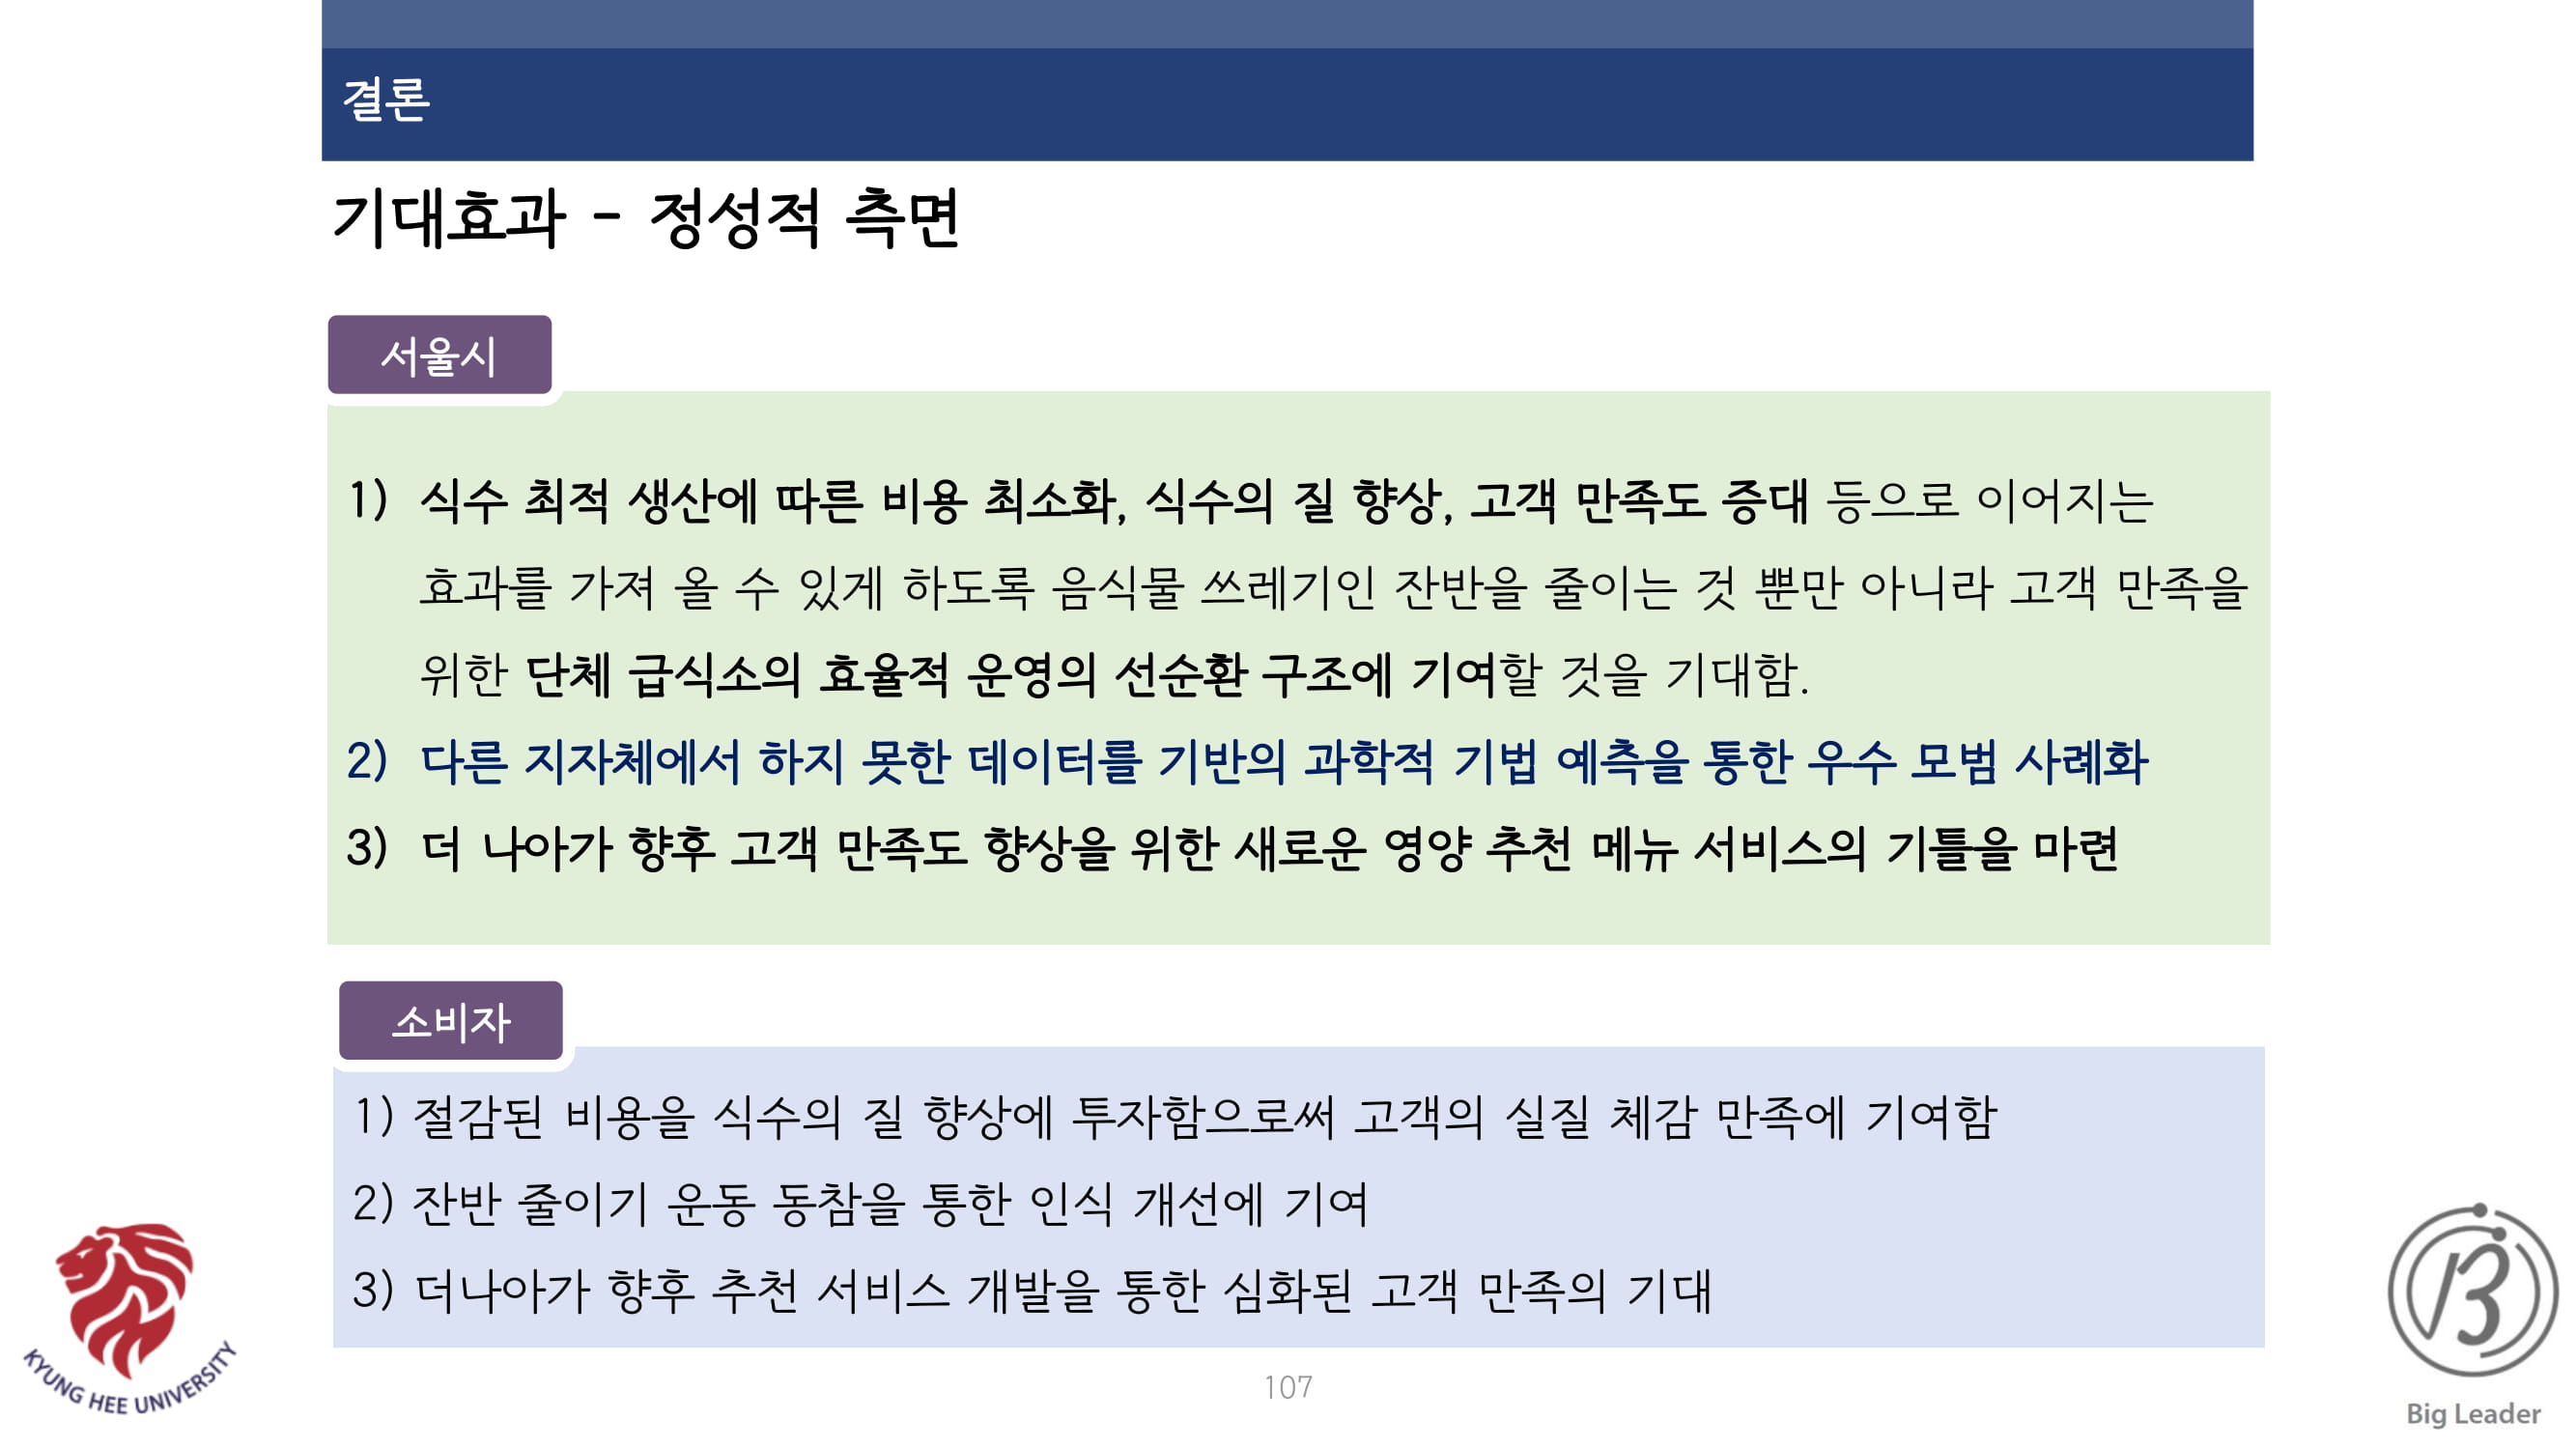 결론
기대효과 - 정성적 측면
서울시
1) 식수 최적 생산에 따른 비용 최소화, 식수의 질 향상, 고객 만족도 증대 등으로 이어지는
효과를 가져 올 수 있게 하도록 음식물 쓰레기인 잔반을 줄이는 것 뿐만 아니라 고객 만족을
위한 단체 급식소의 효율적 운영의 선순환 구조에 기여할 것을 기대함.
2) 다른 지자체에서 하지 못한 데이터를 기반의 과학적 기법 예측을 통한 우수 모범 사례화
3) 더 나아가 향후 고객 만족도 향상을 위한 새로운 영양 추천 메뉴 서비스의 기틀을 마련
소비자
1) 절감된 비용을 식수의 질 향상에 투자함으로써 고객의 실질 체감 만족에 기여함
2) 잔반 줄이기 운동 동참을 통한 인식 개선에 기여
3) 더나아가 향후 추천 서비스 개발을 통한 심화된 고객 만족의 기대
KYUNG HEE UNIVERSITY
107
Big Leader